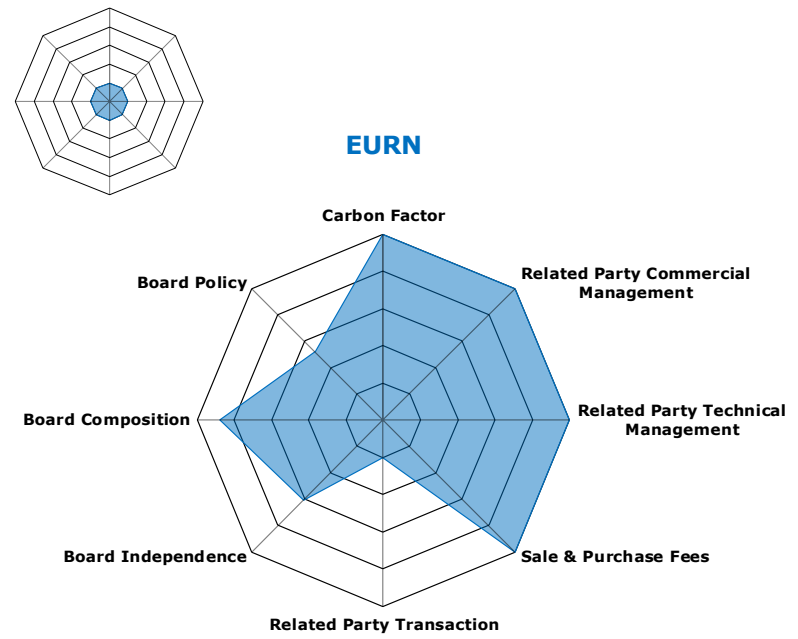 EURN
Carbon Factor
Related Party Commercial
Management
Board Policy
Board Composition
Related Party Technical
Management
Board Independence
Sale & Purchase Fees
Related Party Transaction